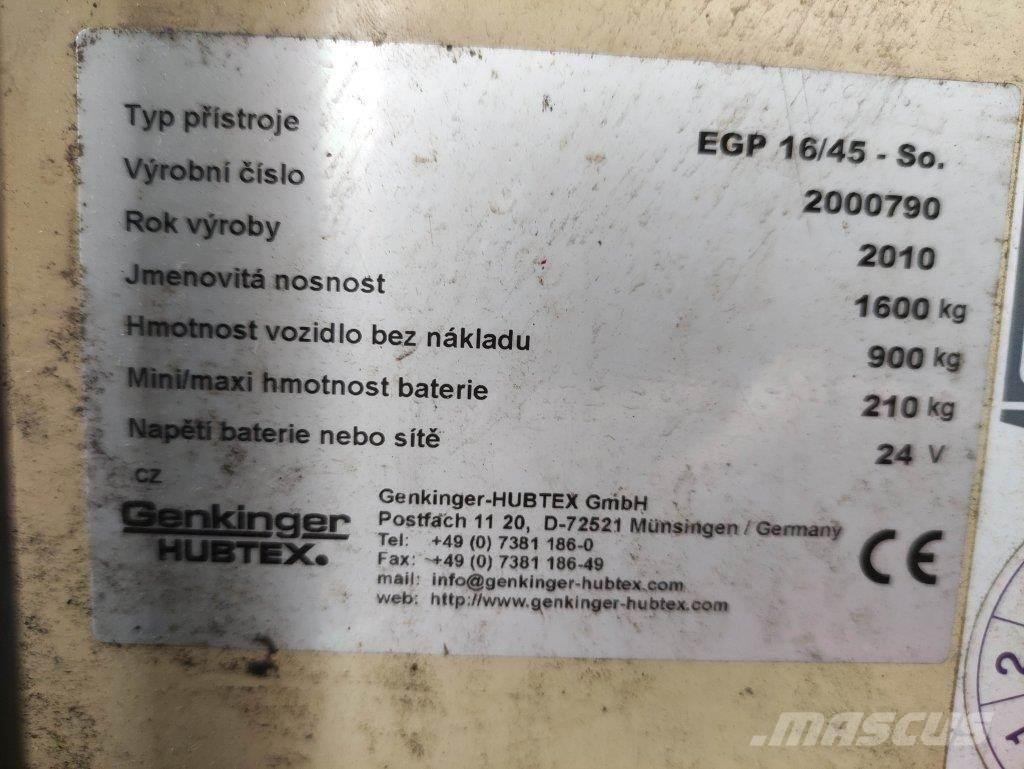 Typ přístroje EGP 16/45 - So.
Výrobní číslo 2000790
Rok výroby 2010
Jmenovitá nosnost 1600 kg
Hmotnost vozidlo bez nákladu 900 kg
Mini/maxi hmotnost baterie 210 kg
Napětí baterie nebo sítě 24 V
CZ
Genkinger
HUBTEX.
Genkinger-HUBTEX GmbH
Postfach 11 20, D-72521 Münsingen / Germany
Tel: +49 (0) 7381 186-0
Fax: +49 (0) 7381 186-49
mail: info@genkinger-hubtex.com
web: http://www.genkinger-hubtex.com
CE
1 2
MASCUS